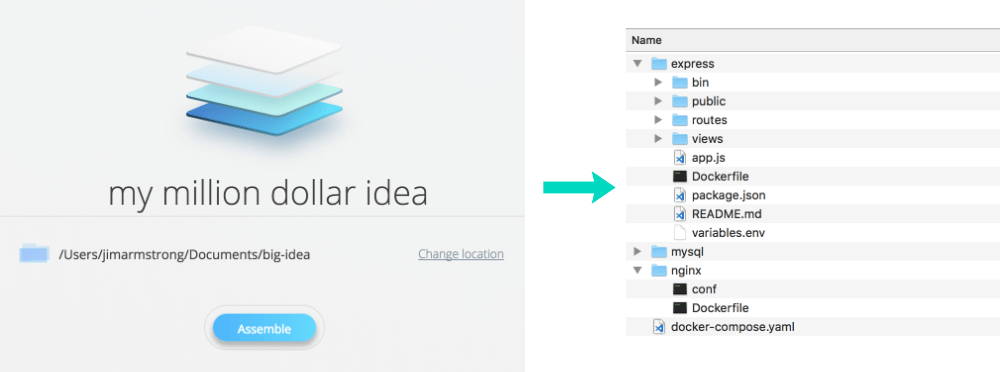 my million dollar idea
/Users/jimarmstrong/Documents/big-idea
Change location
Assemble
Name
express
bin
public
routes
views
app.js
Dockerfile
package.json
README.md
variables.env
mysql
nginx
conf
Dockerfile
docker-compose.yaml